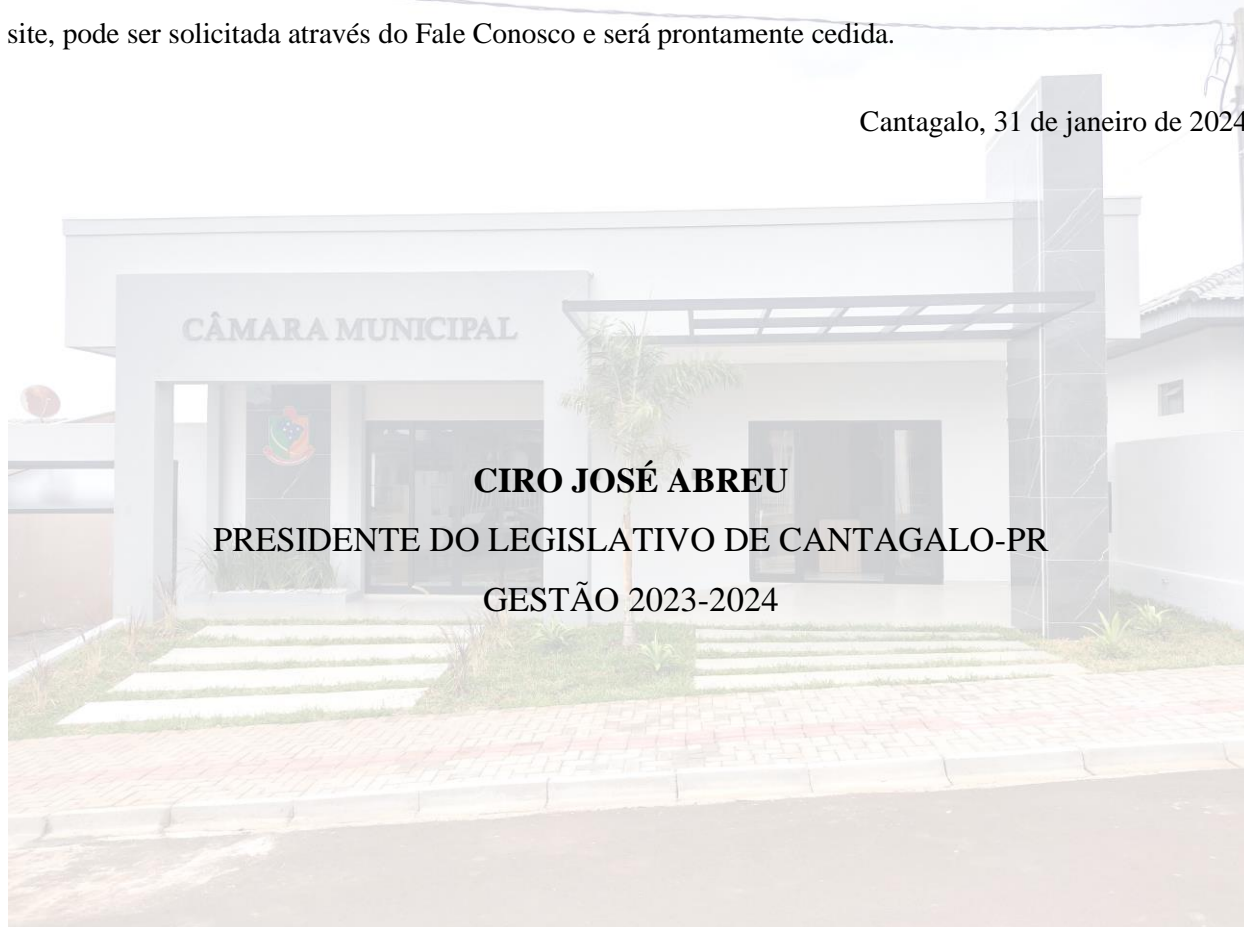 site, pode ser solicitada através do Fale Conosco e será prontamente cedida.
Cantagalo, 31 de janeiro de 2024
CÂMARA MUNICIPAL
CIRO JOSÉ ABREU
PRESIDENTE DO LEGISLATIVO DE CANTAGALO-PR
GESTÃO 2023-2024